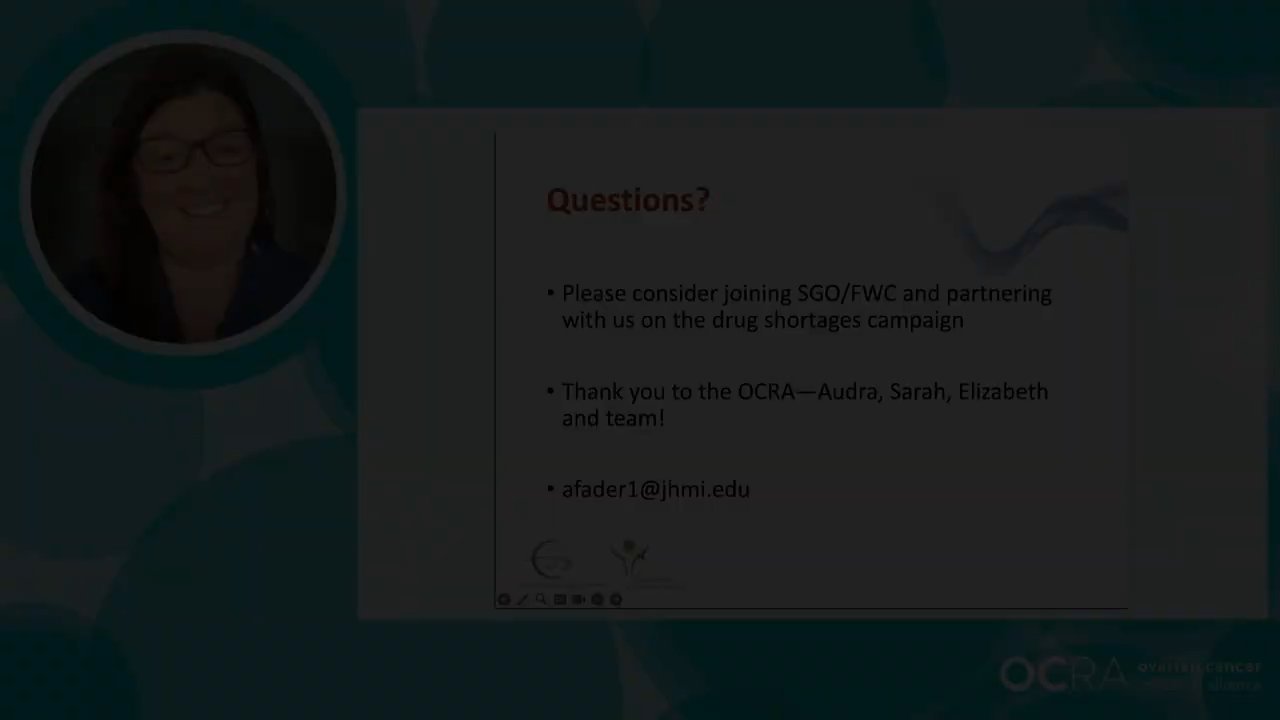 Questions?
• Please consider joining SGO/FWC and partnering
with us on the drug shortages campaign
• Thank you to the OCRA—Audra, Sarah, Elizabeth
and team!
• afader1@jhmi.edu
OCRA ovarian cancer
alliance